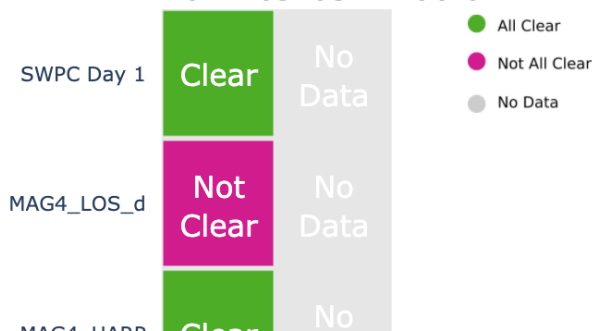 All Clear
SWPC Day 1
Clear
No
Data
Not All Clear
No Data
MAG4_LOS_d
Not
Clear
No
Data
Clear
No